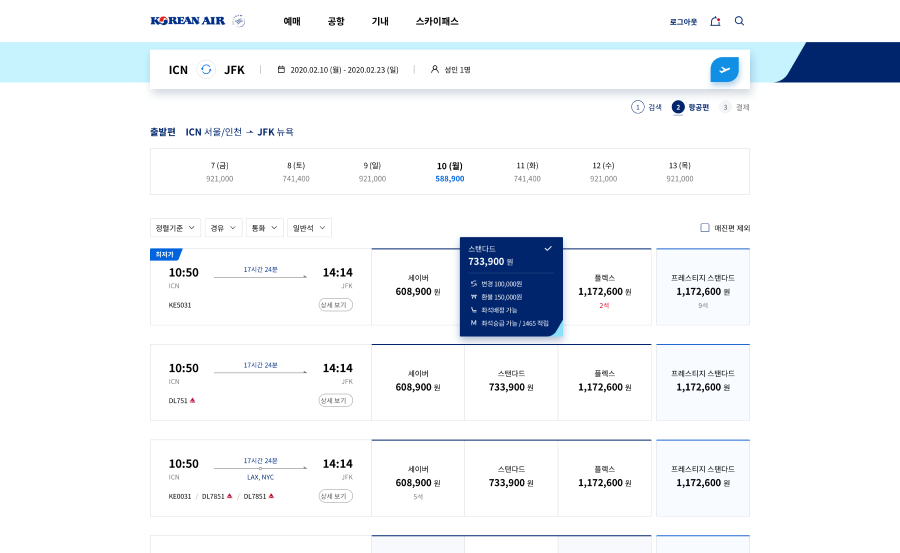 KOREAN AIR 예매 공항 기내 스카이패스 로그아웃
ICN JFK 2020.02.10 (월) - 2020.02.23 (일) 성인 1명
1 검색 2 항공편 3 결제
출발편 ICN 서울/인천 JFK 뉴욕
7 (금) 8 (토) 9 (일) 10 (월) 11 (화) 12 (수) 13 (목)
921,000 741,400 921,000 588,900 741,400 921,000 921,000
정렬기준 경유 통화 일반석 매진편 제외
최저가
10:50 17시간 24분 14:14
ICN JFK
KE5031 상세 보기
세이버
608,900 원
스탠다드
733,900 원
변경 100,000원
환불 150,000원
좌석배정 가능
좌석승급 가능 / 1465 적립
플렉스
1,172,600 원
2석
프레스티지 스탠다드
1,172,600 원
9석
10:50 17시간 24분 14:14
ICN JFK
DL751 상세 보기
세이버
608,900 원
스탠다드
733,900 원
플렉스
1,172,600 원
프레스티지 스탠다드
1,172,600 원
10:50 17시간 24분 14:14
ICN LAX, NYC JFK
KE0031 / DL7851 / DL7851 상세 보기
세이버
608,900 원
5석
스탠다드
733,900 원
플렉스
1,172,600 원
프레스티지 스탠다드
1,172,600 원